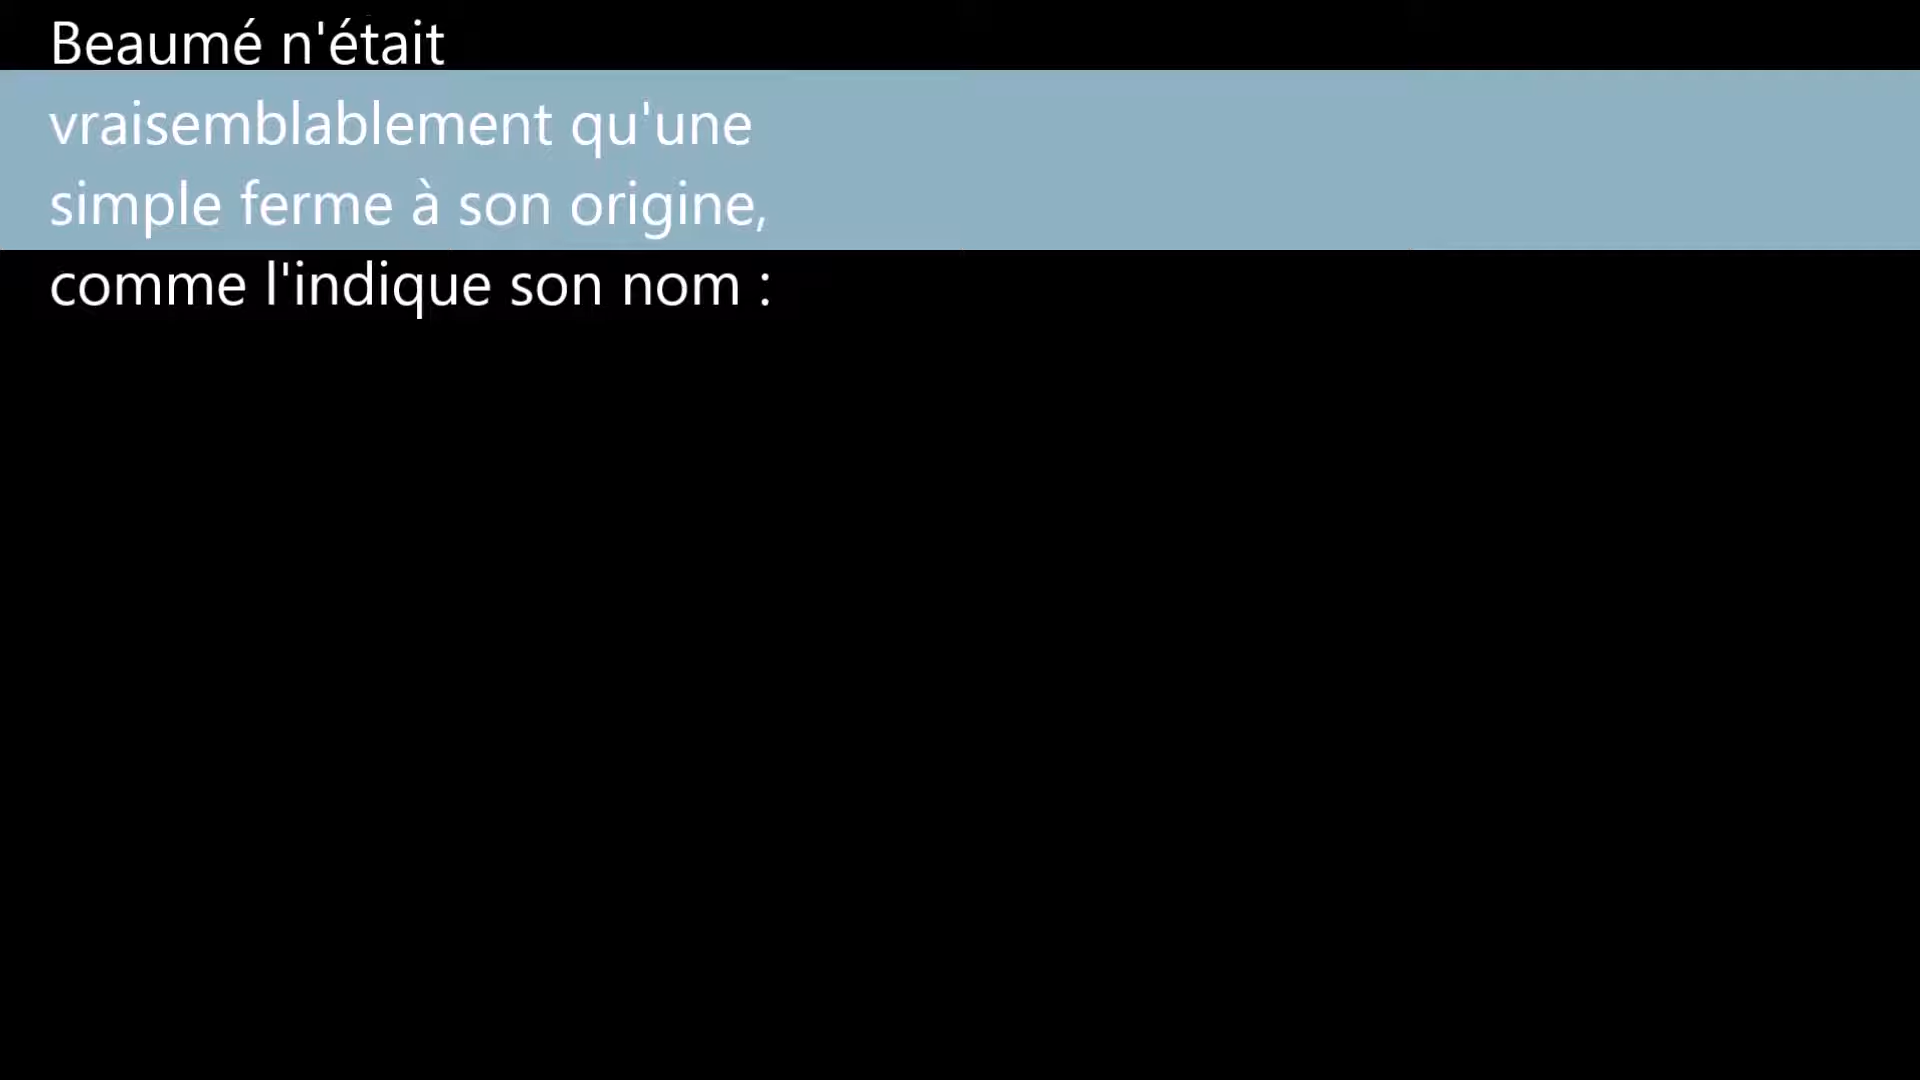 Beaumé n'était
vraisemblablement qu'une
simple ferme à son origine,
comme l'indique son nom :